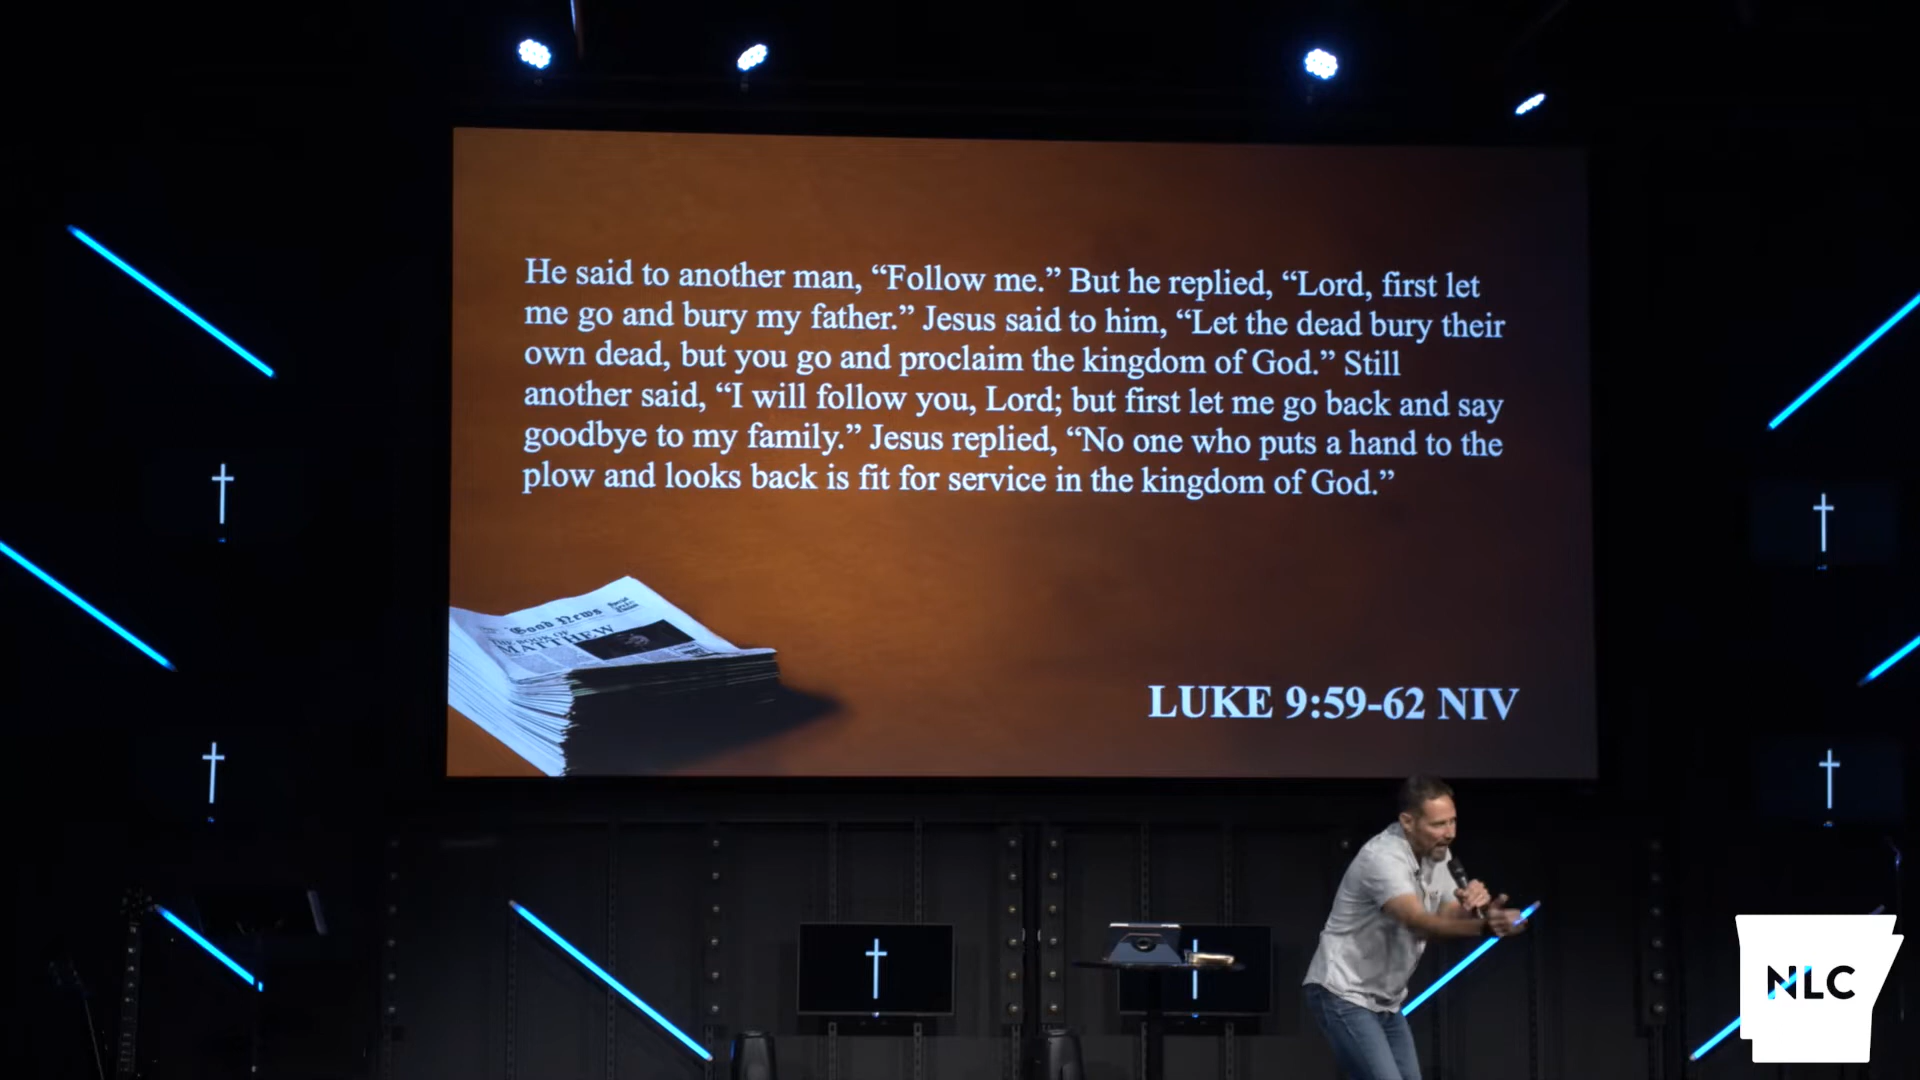 He said to another man, “Follow me.” But he replied, “Lord, first let
me go and bury my father.” Jesus said to him, “Let the dead bury their
own dead, but you go and proclaim the kingdom of God.” Still
another said, “I will follow you, Lord; but first let me go back and say
goodbye to my family.” Jesus replied, “No one who puts a hand to the
plow and looks back is fit for service in the kingdom of God.”
Good News
THE BOOK OF
MATTHEW
LUKE 9:59-62 NIV
NLC